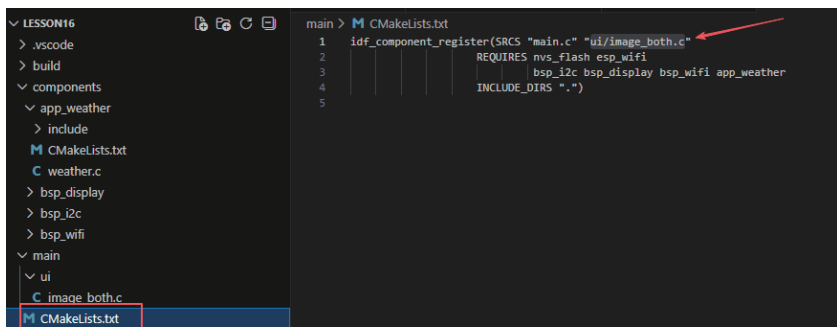 LESSON16
.vscode
build
components
app_weather
include
CMakeLists.txt
weather.c
bsp_display
bsp_i2c
bsp_wifi
main
ui
image_both.c
CMakeLists.txt
main > CMakeLists.txt
1 idf_component_register(SRCS "main.c" "ui/image_both.c"
2 REQUIRES nvs_flash esp_wifi
3 bsp_i2c bsp_display bsp_wifi app_weather
4 INCLUDE_DIRS ".")
5